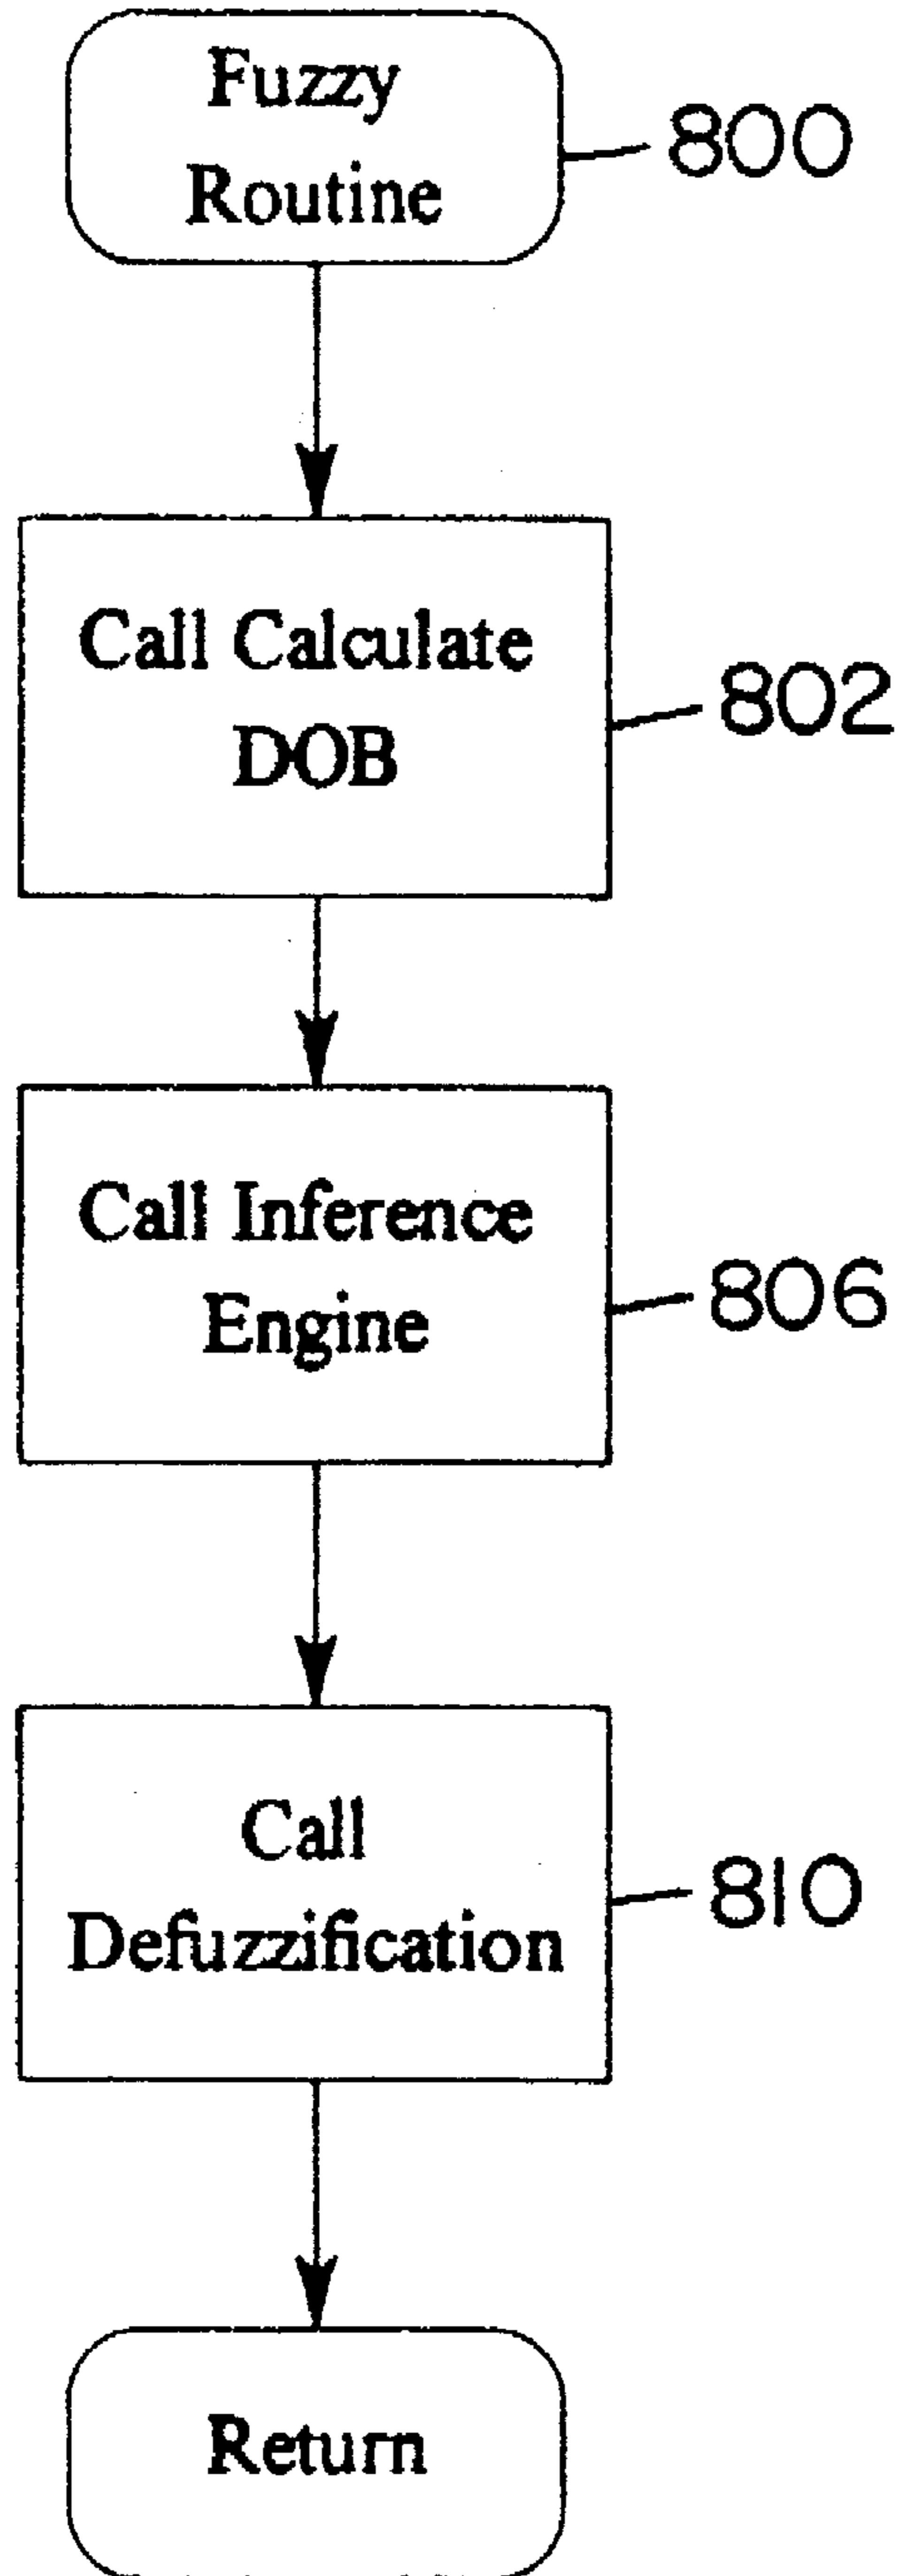 Fuzzy
Routine
800
Call Calculate
DOB
802
Call Inference
Engine
806
Call
Defuzzification
810
Return